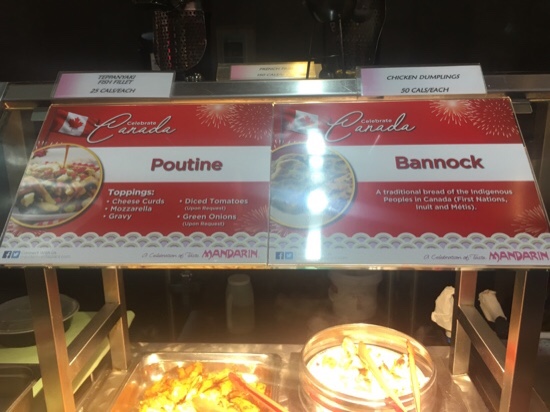 TEPPANYAKI
FISH FILLET
25 CALS/EACH
CHICKEN DUMPLINGS
50 CALS/EACH
Celebrate
Canada
Poutine
Toppings:
• Cheese Curds
• Mozzarella
• Gravy
• Diced Tomatoes
(Upon Request)
• Green Onions
(Upon Request)
A Celebration of Taste MANDARIN
Celebrate
Canada
Bannock
A traditional bread of the Indigenous
Peoples in Canada (First Nations,
Inuit and Métis).
A Celebration of Taste MANDARIN